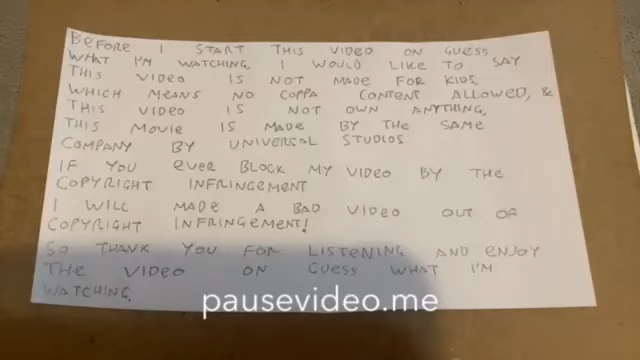 BEFORE I START THIS VIDEO ON GUESS
WHAT I'M WATCHING, I WOULD LIKE TO SAY
THIS VIDEO IS NOT MADE FOR KIDS,
WHICH MEANS NO COPPA CONTENT ALLOWED, &
THIS VIDEO IS NOT OWN ANYTHING,
THIS MOVIE IS MADE BY THE SAME
COMPANY BY UNIVERSAL STUDIOS
IF YOU EVER BLOCK MY VIDEO BY THE
COPYRIGHT INFRINGEMENT
I WILL MADE A BAD VIDEO OUT OF
COPYRIGHT INFRINGEMENT!
SO THANK YOU FOR LISTENING AND ENJOY
THE VIDEO ON GUESS WHAT I'M
WATCHING.
pausevideo.me